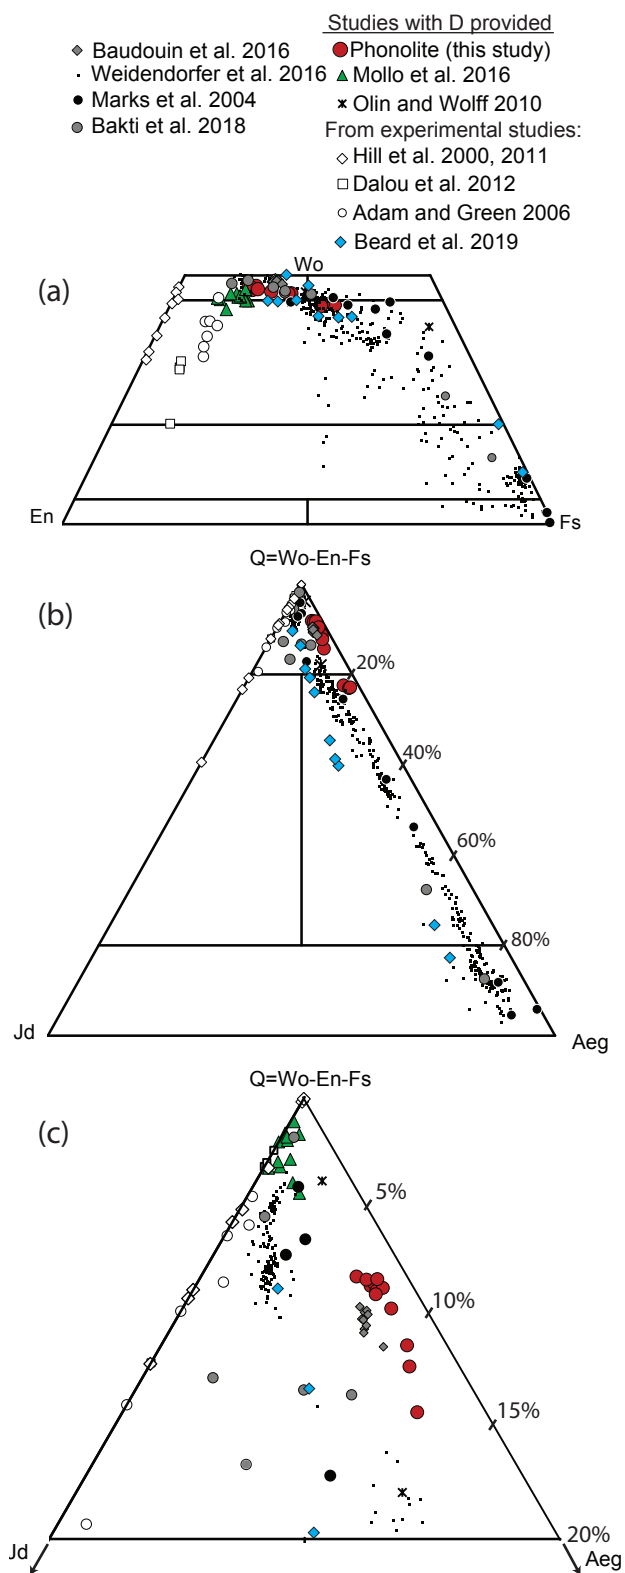 Studies with D provided
Baudouin et al. 2016
Phonolite (this study)
Weidendorfer et al. 2016
Mollo et al. 2016
Marks et al. 2004
Olin and Wolff 2010
Bakti et al. 2018
From experimental studies:
Hill et al. 2000, 2011
Dalou et al. 2012
Adam and Green 2006
Beard et al. 2019
(a)
Wo
En
Fs
Q=Wo-En-Fs
(b)
20%
40%
60%
80%
Jd
Aeg
Q=Wo-En-Fs
(c)
5%
10%
15%
20%
Jd
Aeg